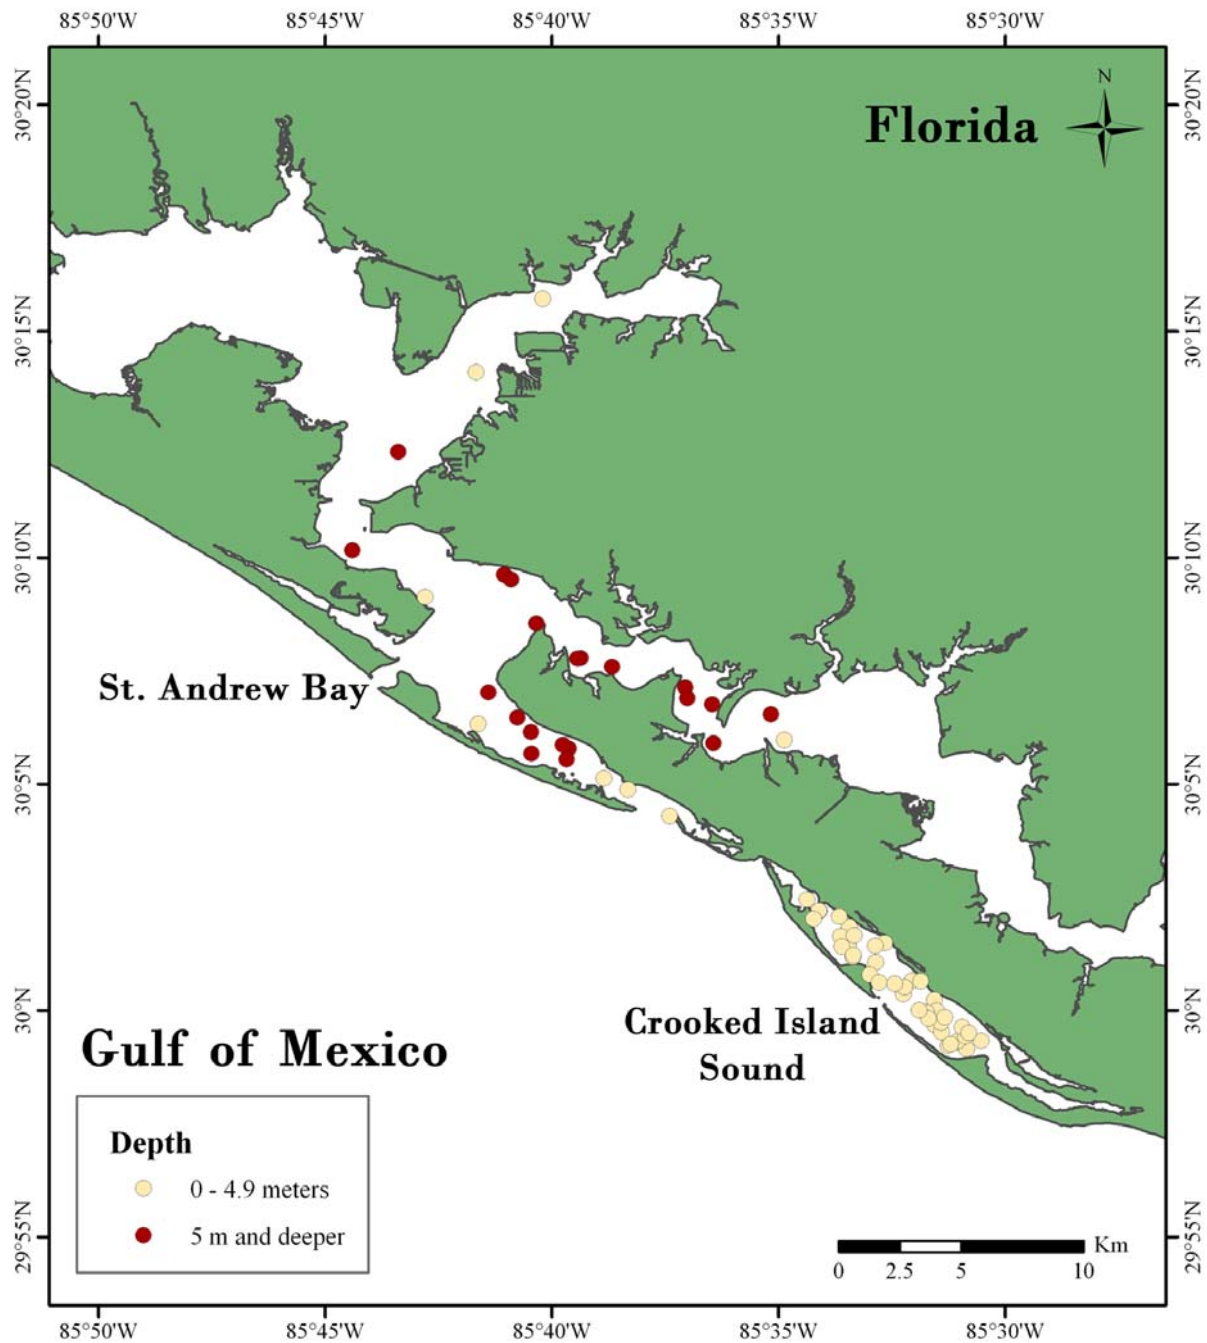 85°50'W 85°45'W 85°40'W 85°35'W 85°30'W
30°20'N 30°20'N
N
Florida
30°15'N 30°15'N
30°10'N 30°10'N
St. Andrew Bay
30°5'N 30°5'N
30°N 30°N
Crooked Island
Sound
Gulf of Mexico
Depth
0 - 4.9 meters
5 m and deeper
29°55'N 29°55'N
Km
0 2.5 5 10
85°50'W 85°45'W 85°40'W 85°35'W 85°30'W